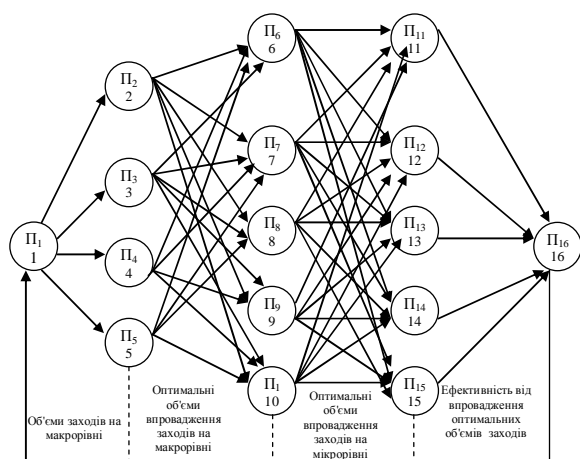 П6
6
П11
11
П2
2
П7
7
П12
12
П3
3
П8
8
П13
13
П1
1
П16
16
П4
4
П9
9
П14
14
П5
5
П1
10
П15
15
Об'єми заходів на
макрорівні
Оптимальні
об'єми
впровадження
заходів на макрорівні
Оптимальні
об'єми
впровадження
заходів на
мікрорівні
Ефективність від
впровадження
оптимальних
об'ємів заходів